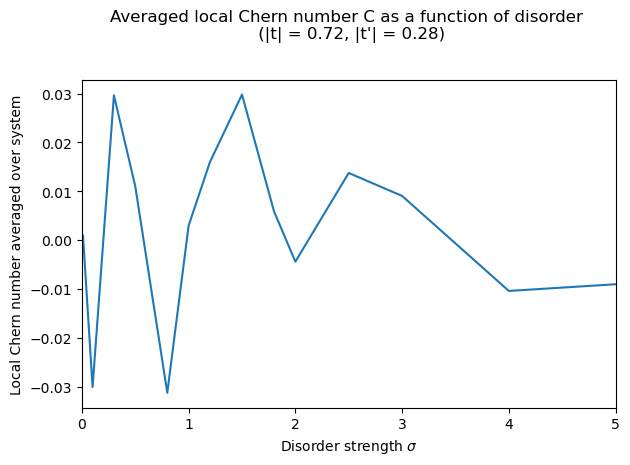 Averaged local Chern number C as a function of disorder
(|t| = 0.72, |t'| = 0.28)
Local Chern number averaged over system
0.03
0.02
0.01
0.00
−0.01
−0.02
−0.03
0 1 2 3 4 5
Disorder strength σ